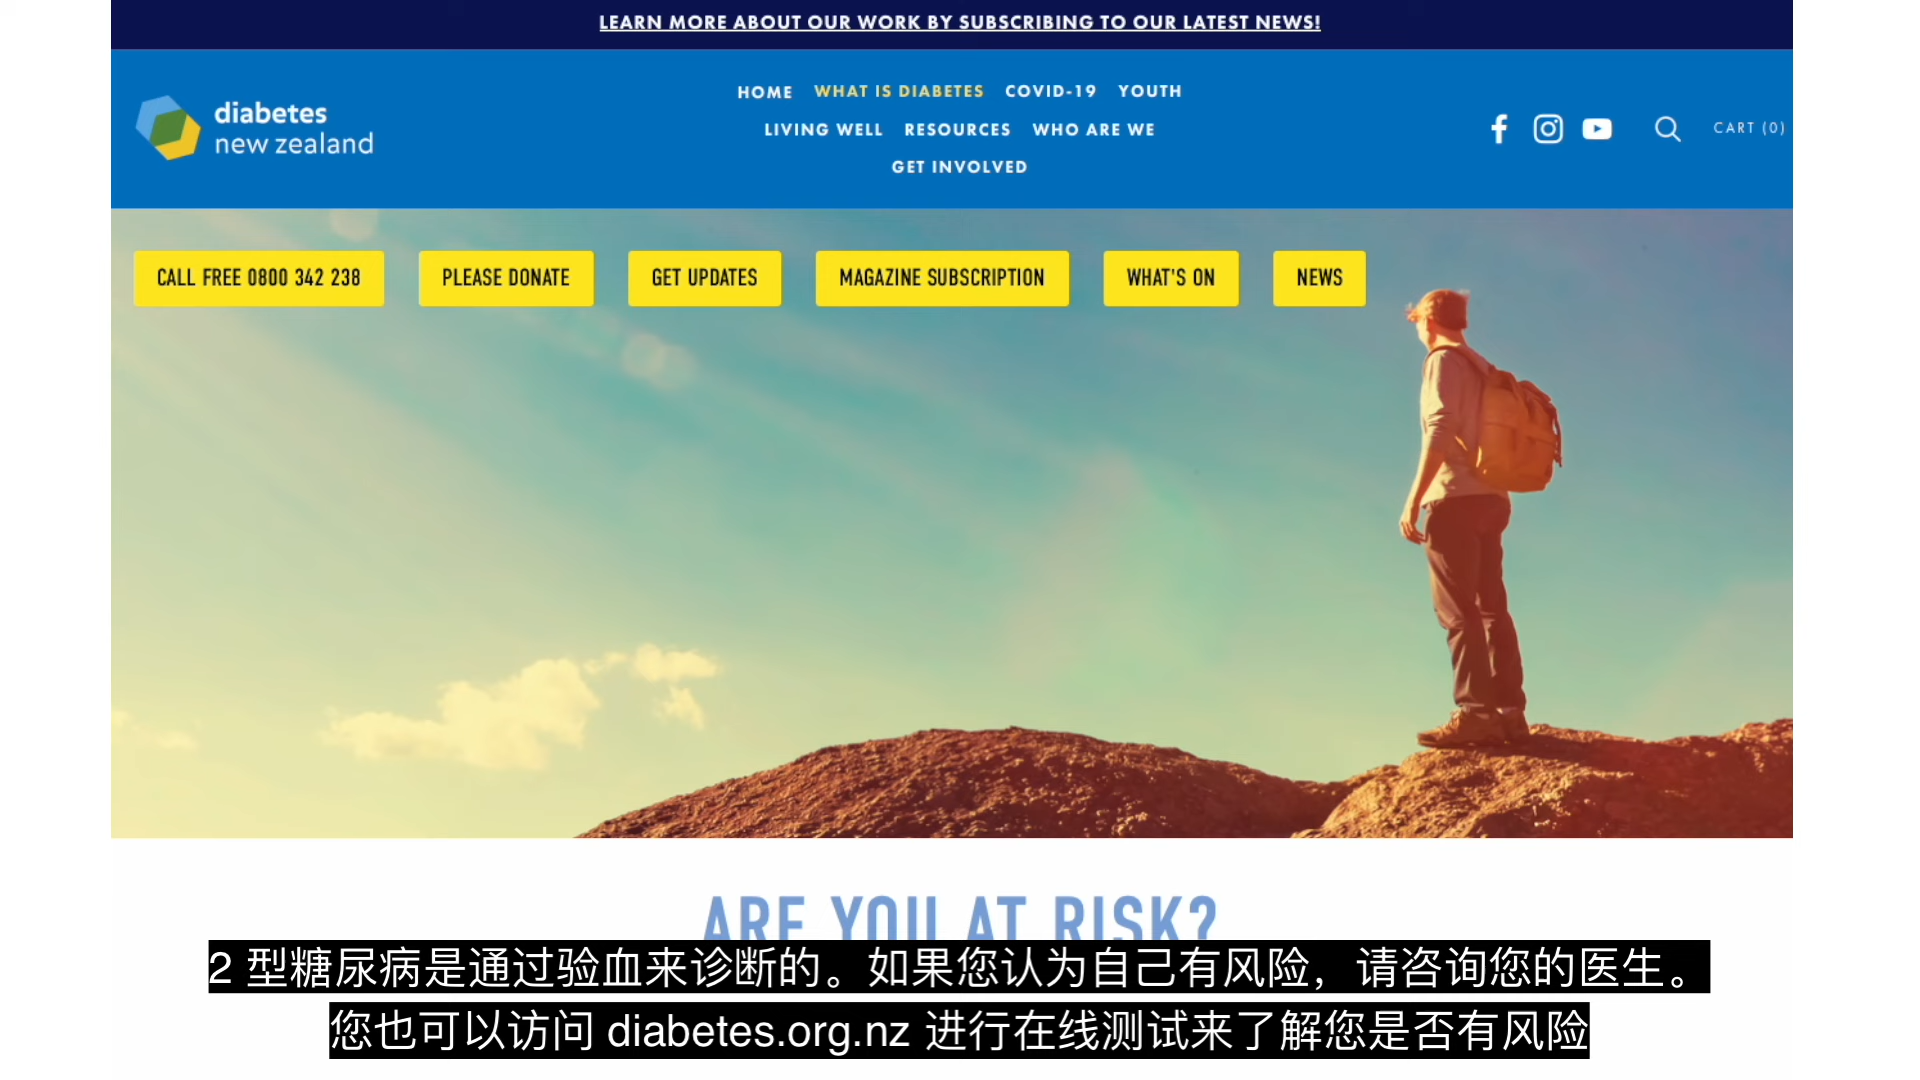 LEARN MORE ABOUT OUR WORK BY SUBSCRIBING TO OUR LATEST NEWS!
diabetes
new zealand
HOME WHAT IS DIABETES COVID-19 YOUTH
LIVING WELL RESOURCES WHO ARE WE
GET INVOLVED
CART (0)
CALL FREE 0800 342 238 PLEASE DONATE GET UPDATES MAGAZINE SUBSCRIPTION WHAT'S ON NEWS
ARE YOU AT RISK?
2 型糖尿病是通过验血来诊断的。如果您认为自己有风险，请咨询您的医生。
您也可以访问 diabetes.org.nz 进行在线测试来了解您是否有风险